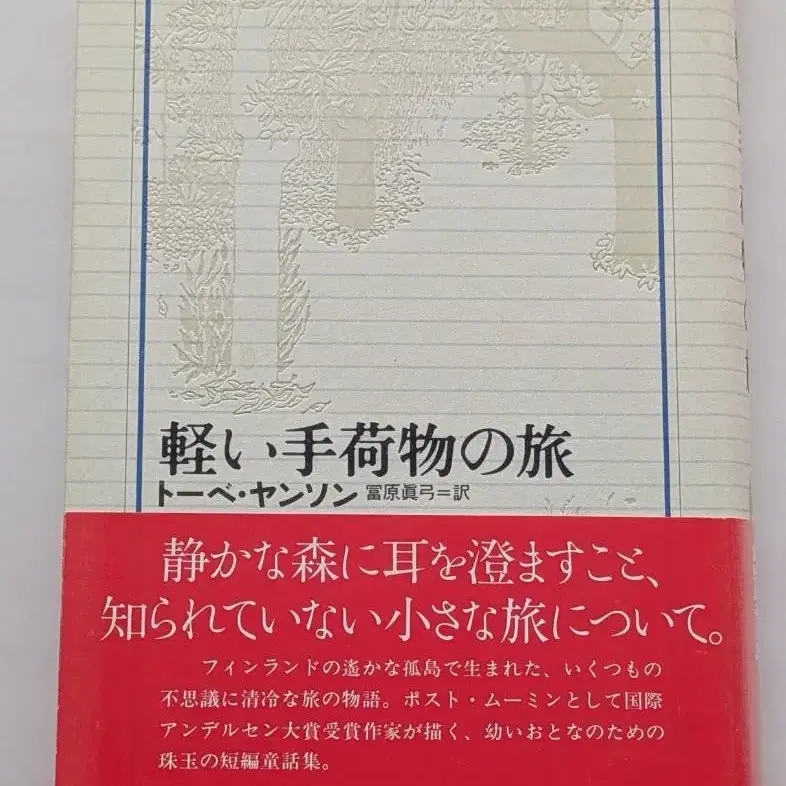 軽い手荷物の旅
トーベ・ヤンソン 冨原眞弓=訳
静かな森に耳を澄ますこと、
知られていない小さな旅について。
フィンランドの遙かな孤島で生まれた、いくつもの
不思議に清冷な旅の物語。ポスト・ムーミンとして国際
アンデルセン大賞受賞作家が描く、幼いおとなのための
珠玉の短編童話集。